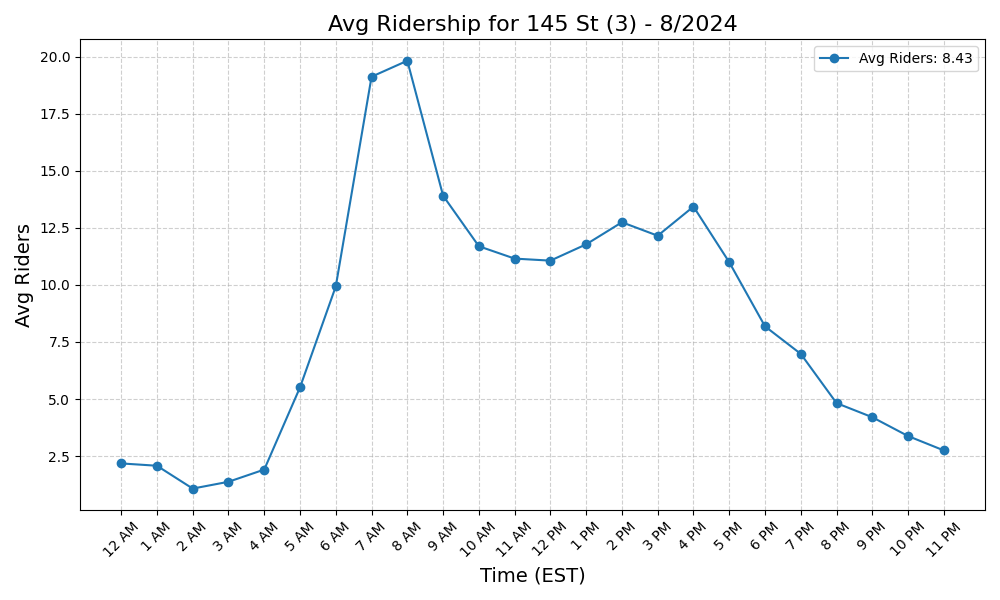 Avg Ridership for 145 St (3) - 8/2024
Avg Riders: 8.43
Avg Riders
20.0
17.5
15.0
12.5
10.0
7.5
5.0
2.5
12 AM
1 AM
2 AM
3 AM
4 AM
5 AM
6 AM
7 AM
8 AM
9 AM
10 AM
11 AM
12 PM
1 PM
2 PM
3 PM
4 PM
5 PM
6 PM
7 PM
8 PM
9 PM
10 PM
11 PM
Time (EST)